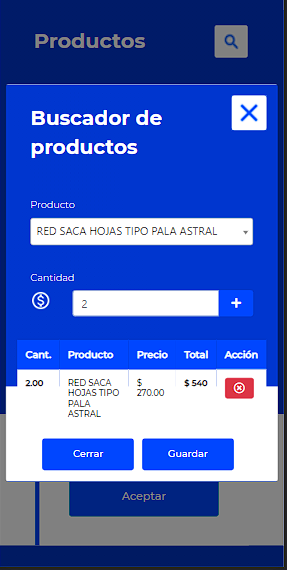 Productos
Buscador de
productos
Producto
RED SACA HOJAS TIPO PALA ASTRAL
Cantidad
2
Cant. Producto Precio Total Acción
2.00 RED SACA $ $ 540
HOJAS TIPO 270.00
PALA
ASTRAL
Cerrar Guardar
Aceptar